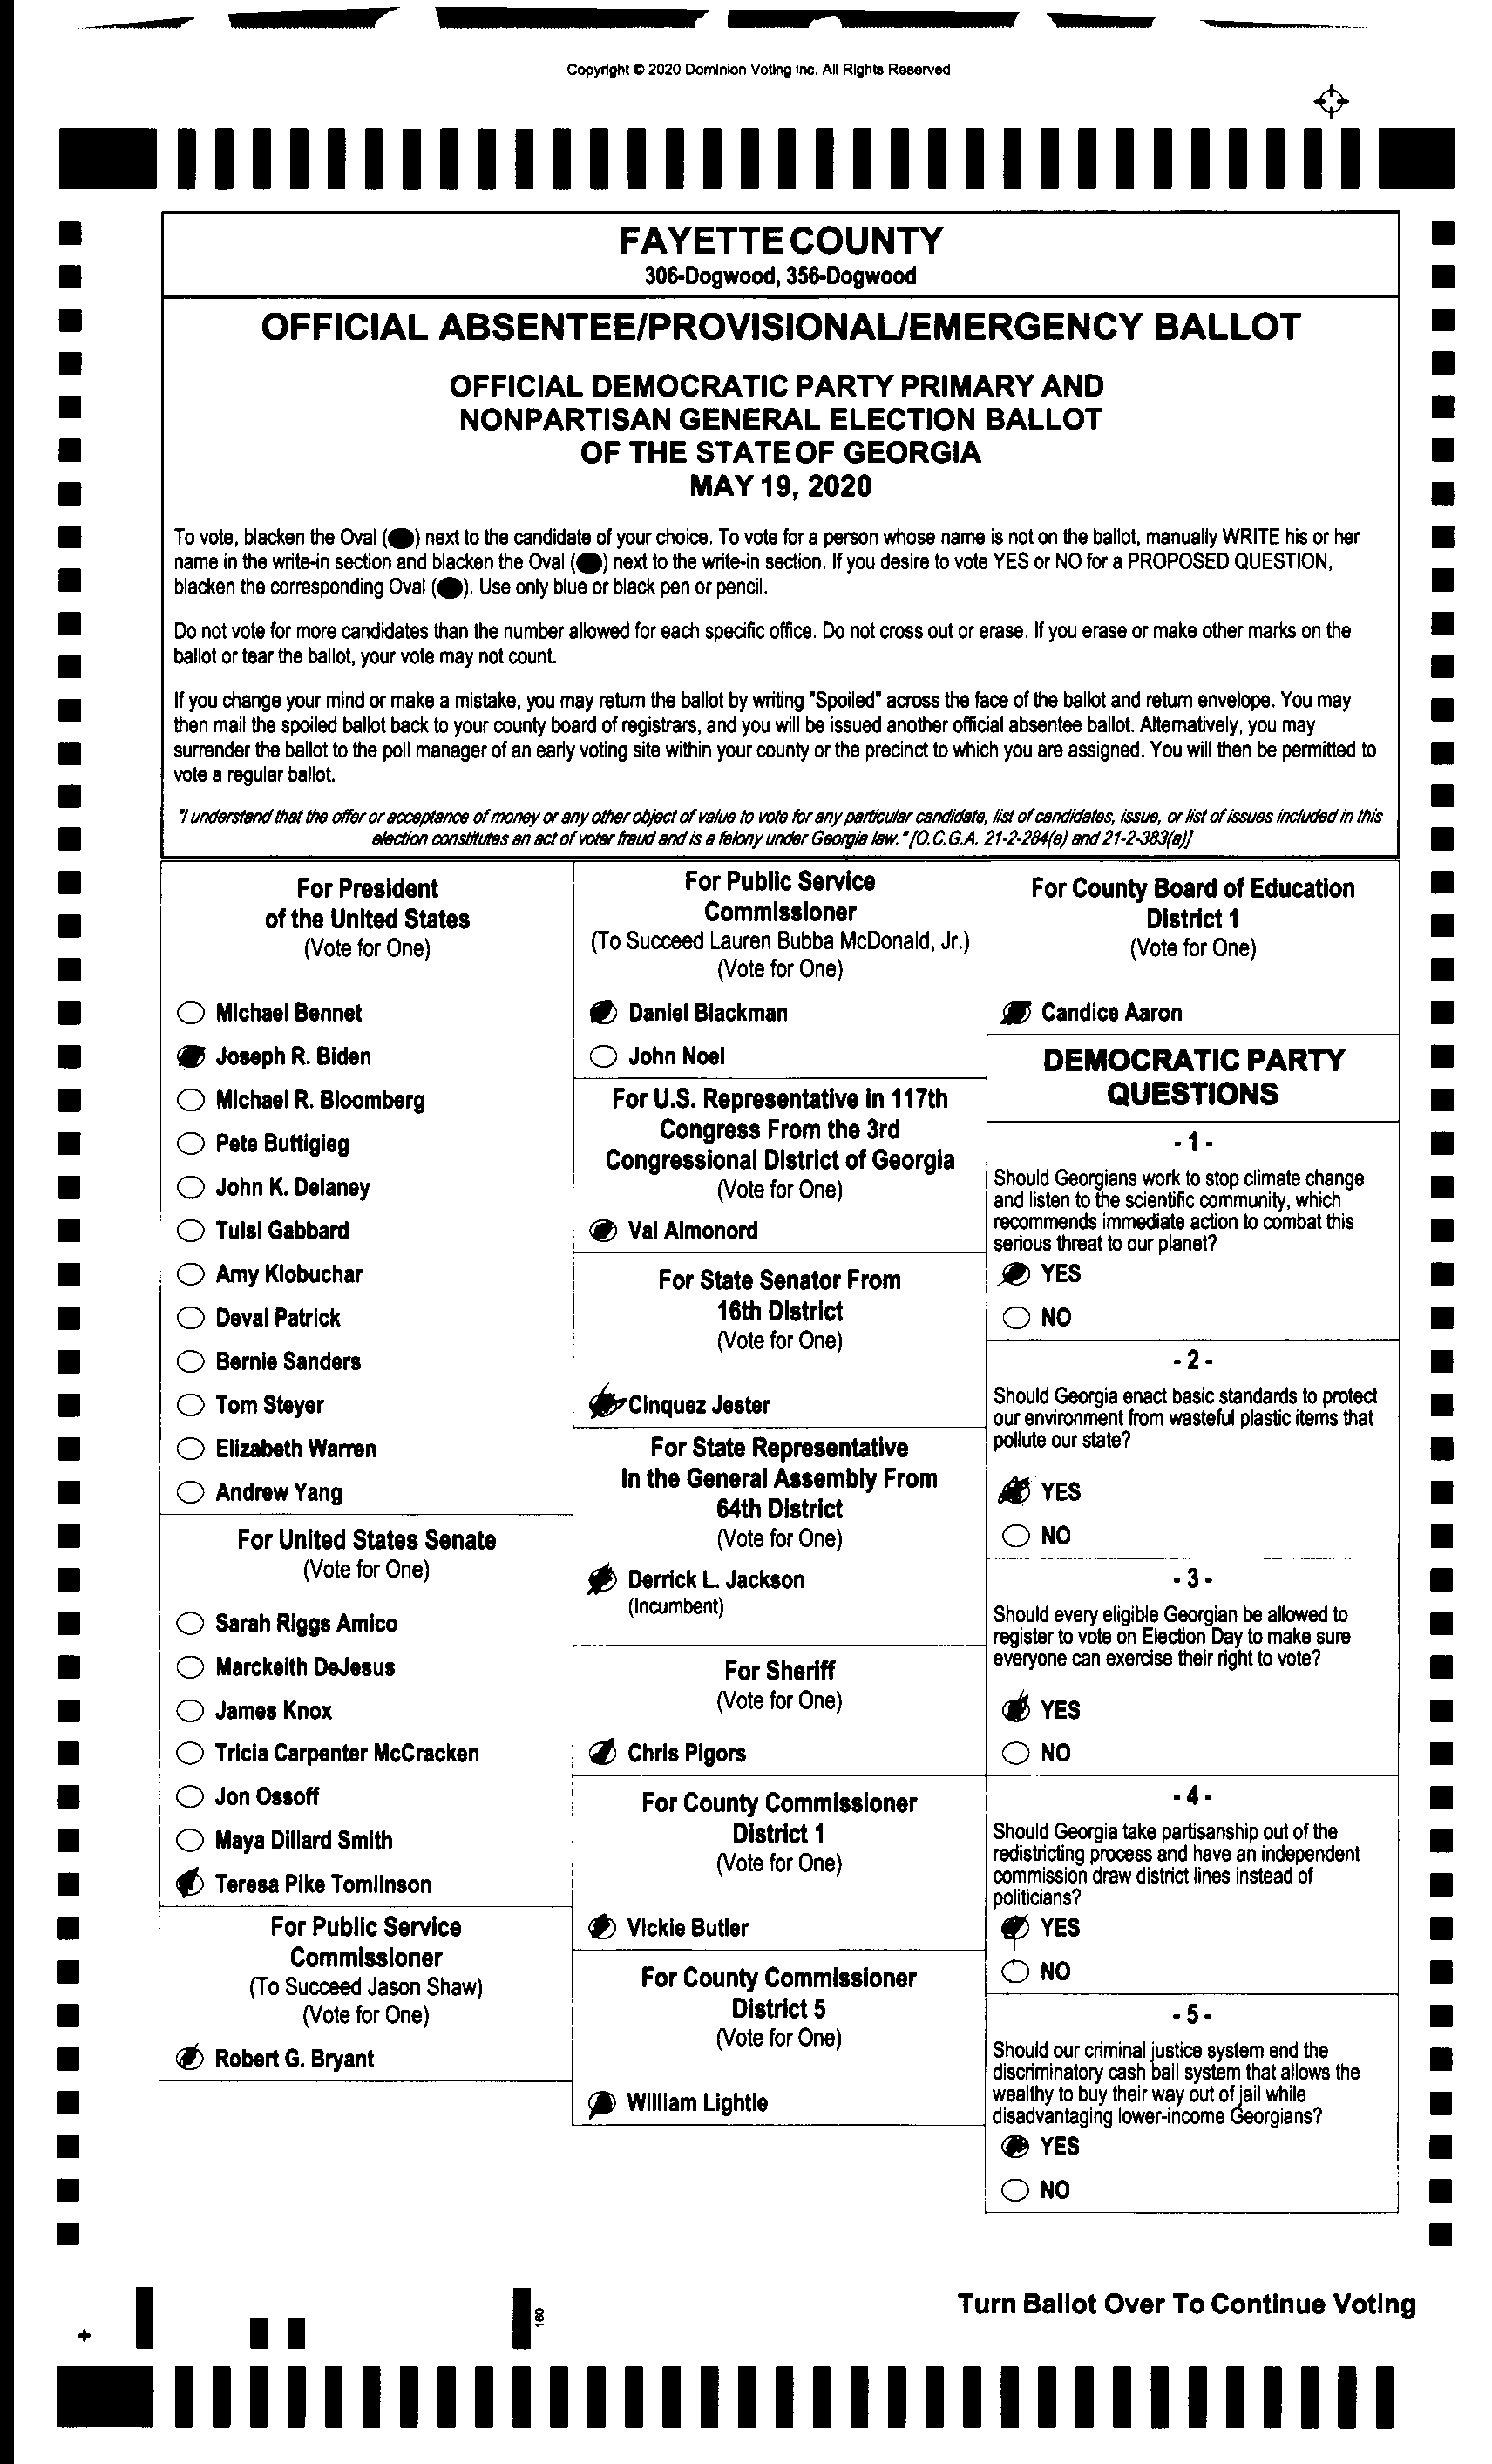 Copyright © 2020 Dominion Voting Inc. All Rights Reserved
FAYETTE COUNTY
306-Dogwood, 356-Dogwood
OFFICIAL ABSENTEE/PROVISIONAL/EMERGENCY BALLOT
OFFICIAL DEMOCRATIC PARTY PRIMARY AND
NONPARTISAN GENERAL ELECTION BALLOT
OF THE STATE OF GEORGIA
MAY 19, 2020
To vote, blacken the Oval ( ) next to the candidate of your choice. To vote for a person whose name is not on the ballot, manually WRITE his or her
name in the write-in section and blacken the Oval ( ) next to the write-in section. If you desire to vote YES or NO for a PROPOSED QUESTION,
blacken the corresponding Oval ( ). Use only blue or black pen or pencil.
Do not vote for more candidates than the number allowed for each specific office. Do not cross out or erase. If you erase or make other marks on the
ballot or tear the ballot, your vote may not count.
If you change your mind or make a mistake, you may return the ballot by writing "Spoiled" across the face of the ballot and return envelope. You may
then mail the spoiled ballot back to your county board of registrars, and you will be issued another official absentee ballot. Alternatively, you may
surrender the ballot to the poll manager of an early voting site within your county or the precinct to which you are assigned. You will then be permitted to
vote a regular ballot.
"I understand that the offer or acceptance of money or any other object of value to vote for any particular candidate, list of candidates, issue, or list of issues included in this
election constitutes an act of voter fraud and is a felony under Georgia law." [O.C.G.A. 21-2-284(e) and 21-2-383(a)]
For President
of the United States
(Vote for One)
Michael Bennet
Joseph R. Biden
Michael R. Bloomberg
Pete Buttigieg
John K. Delaney
Tulsi Gabbard
Amy Klobuchar
Deval Patrick
Bernie Sanders
Tom Steyer
Elizabeth Warren
Andrew Yang
For United States Senate
(Vote for One)
Sarah Riggs Amico
Marckeith DeJesus
James Knox
Tricia Carpenter McCracken
Jon Ossoff
Maya Dillard Smith
Teresa Pike Tomlinson
For Public Service
Commissioner
(To Succeed Jason Shaw)
(Vote for One)
Robert G. Bryant
For Public Service
Commissioner
(To Succeed Lauren Bubba McDonald, Jr.)
(Vote for One)
Daniel Blackman
John Noel
For U.S. Representative in 117th
Congress From the 3rd
Congressional District of Georgia
(Vote for One)
Val Almonord
For State Senator From
16th District
(Vote for One)
Cinquez Jester
For State Representative
In the General Assembly From
64th District
(Vote for One)
Derrick L. Jackson
(Incumbent)
For Sheriff
(Vote for One)
Chris Pigors
For County Commissioner
District 1
(Vote for One)
Vickie Butler
For County Commissioner
District 5
(Vote for One)
William Lightle
For County Board of Education
District 1
(Vote for One)
Candice Aaron
DEMOCRATIC PARTY
QUESTIONS
- 1 -
Should Georgians work to stop climate change
and listen to the scientific community, which
recommends immediate action to combat this
serious threat to our planet?
YES
NO
- 2 -
Should Georgia enact basic standards to protect
our environment from wasteful plastic items that
pollute our state?
YES
NO
- 3 -
Should every eligible Georgian be allowed to
register to vote on Election Day to make sure
everyone can exercise their right to vote?
YES
NO
- 4 -
Should Georgia take partisanship out of the
redistricting process and have an independent
commission draw district lines instead of
politicians?
YES
NO
- 5 -
Should our criminal justice system end the
discriminatory cash bail system that allows the
wealthy to buy their way out of jail while
disadvantaging lower-income Georgians?
YES
NO
Turn Ballot Over To Continue Voting
160